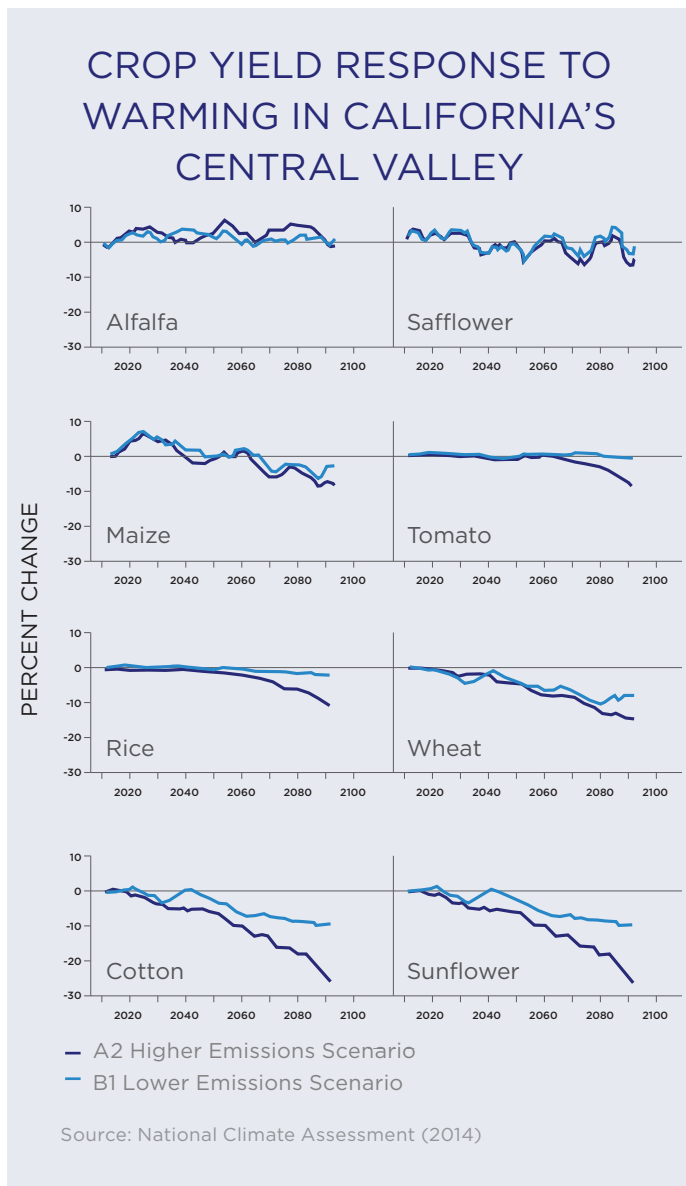 CROP YIELD RESPONSE TO
WARMING IN CALIFORNIA'S
CENTRAL VALLEY
PERCENT CHANGE
10
0
-10
-20
-30
Alfalfa
2020 2040 2060 2080 2100
Safflower
2020 2040 2060 2080 2100
10
0
-10
-20
-30
Maize
2020 2040 2060 2080 2100
Tomato
2020 2040 2060 2080 2100
10
0
-10
-20
-30
Rice
2020 2040 2060 2080 2100
Wheat
2020 2040 2060 2080 2100
10
0
-10
-20
-30
Cotton
2020 2040 2060 2080 2100
Sunflower
2020 2040 2060 2080 2100
A2 Higher Emissions Scenario
B1 Lower Emissions Scenario
Source: National Climate Assessment (2014)